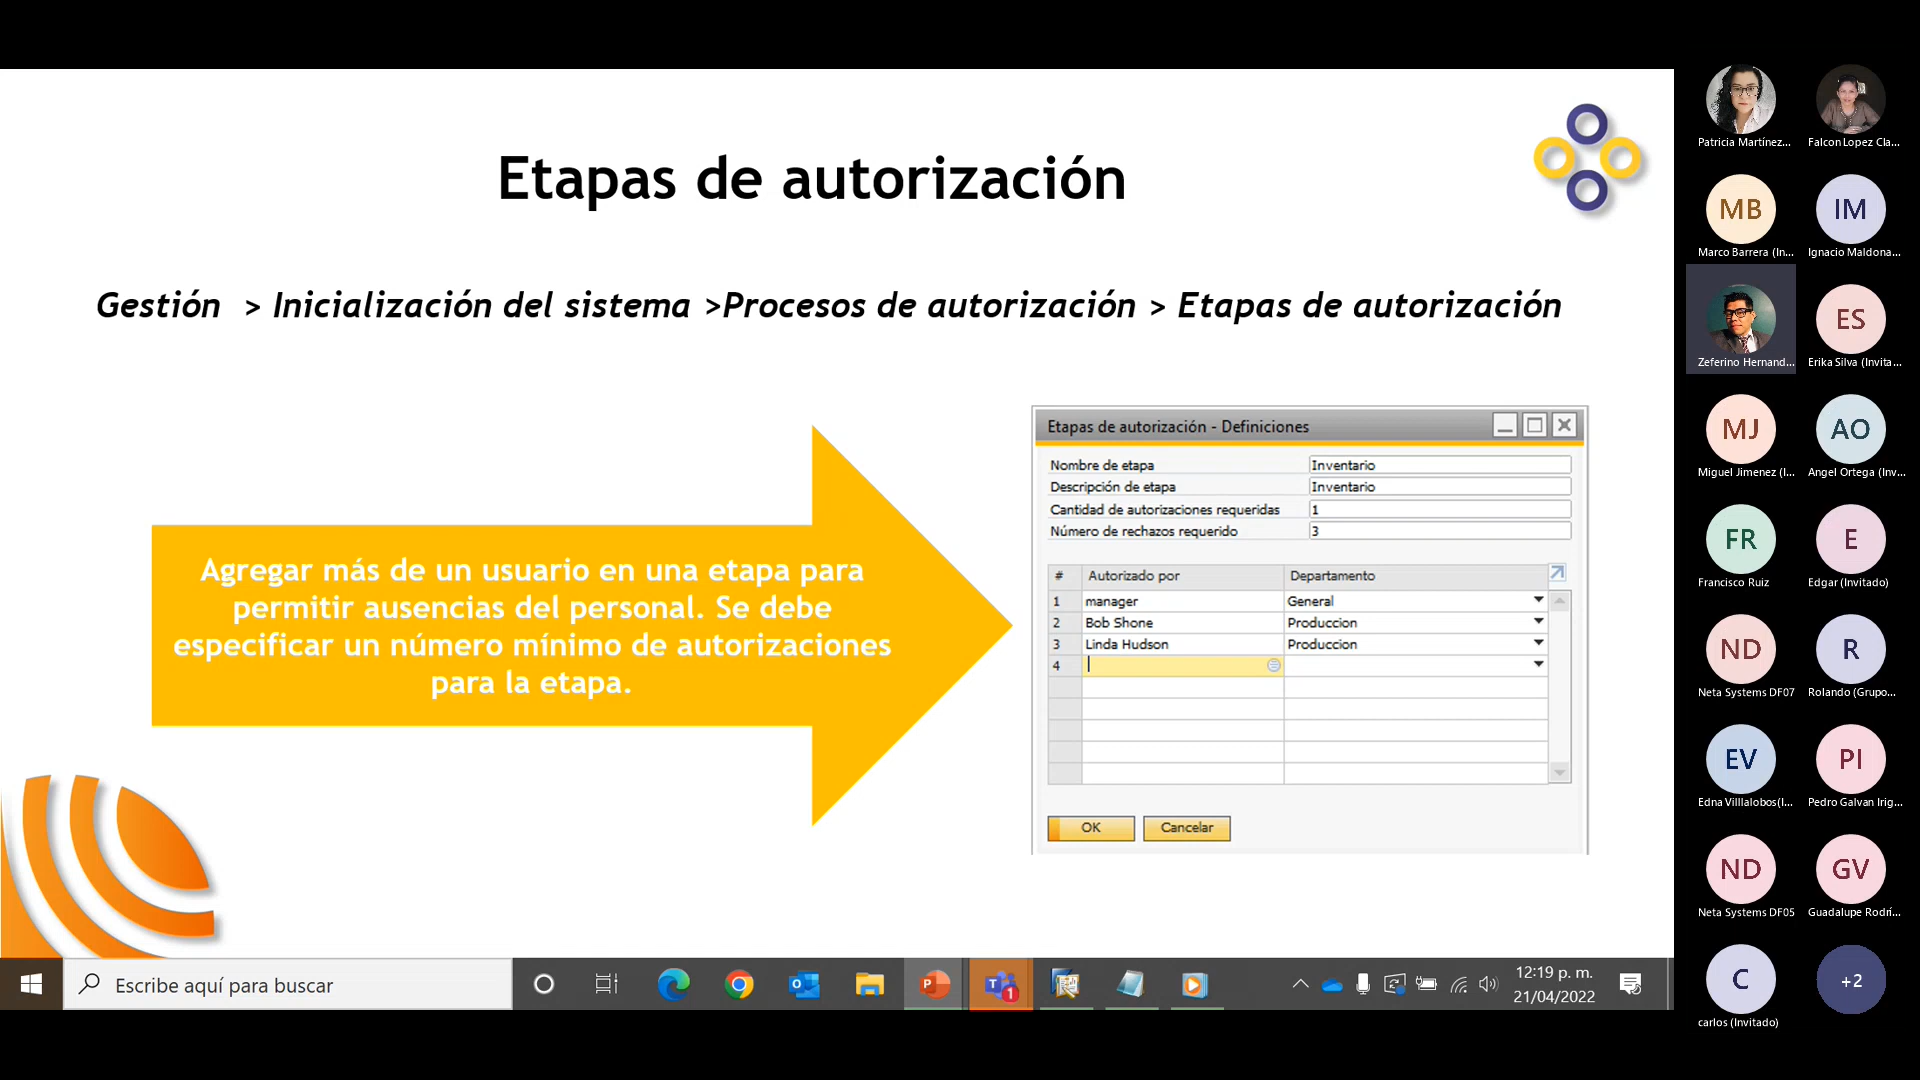 Etapas de autorización
Gestión > Inicialización del sistema >Procesos de autorización > Etapas de autorización
Agregar más de un usuario en una etapa para
permitir ausencias del personal. Se debe
especificar un número mínimo de autorizaciones
para la etapa.
Etapas de autorización - Definiciones
Nombre de etapa Inventario
Descripción de etapa Inventario
Cantidad de autorizaciones requeridas 1
Número de rechazos requerido 3
# Autorizado por Departamento
1 manager General
2 Bob Shone Produccion
3 Linda Hudson Produccion
4
OK Cancelar
Escribe aquí para buscar
1
12:19 p. m.
21/04/2022
Patricia Martínez... Falcon Lopez Cla...
MB IM
Marco Barrera (In... Ignacio Maldona...
ES
Zeferino Hernand... Erika Silva (Invita...
MJ AO
Miguel Jimenez (I... Angel Ortega (Inv...
FR E
Francisco Ruiz Edgar (Invitado)
ND R
Neta Systems DF07 Rolando (Grupo...
EV PI
Edna Villlalobos(I... Pedro Galvan Irig...
ND GV
Neta Systems DF05 Guadalupe Rodrí...
C +2
carlos (Invitado)